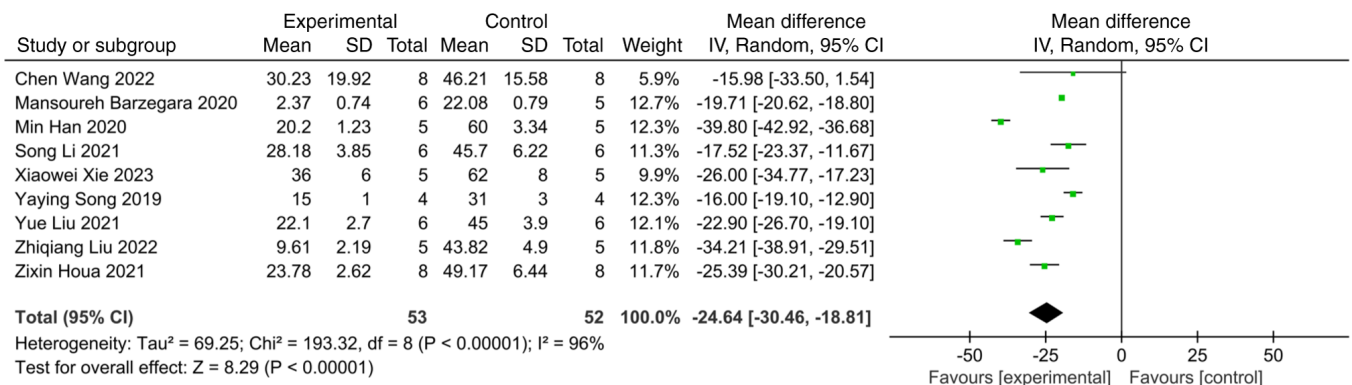 Experimental Control Mean difference Mean difference
Study or subgroup Mean SD Total Mean SD Total Weight IV, Random, 95% CI IV, Random, 95% CI
Chen Wang 2022 30.23 19.92 8 46.21 15.58 8 5.9% -15.98 [-33.50, 1.54]
Mansoureh Barzegara 2020 2.37 0.74 6 22.08 0.79 5 12.7% -19.71 [-20.62, -18.80]
Min Han 2020 20.2 1.23 5 60 3.34 5 12.3% -39.80 [-42.92, -36.68]
Song Li 2021 28.18 3.85 6 45.7 6.22 6 11.3% -17.52 [-23.37, -11.67]
Xiaowei Xie 2023 36 6 5 62 8 5 9.9% -26.00 [-34.77, -17.23]
Yaying Song 2019 15 1 4 31 3 4 12.3% -16.00 [-19.10, -12.90]
Yue Liu 2021 22.1 2.7 6 45 3.9 6 12.1% -22.90 [-26.70, -19.10]
Zhiqiang Liu 2022 9.61 2.19 5 43.82 4.9 5 11.8% -34.21 [-38.91, -29.51]
Zixin Houa 2021 23.78 2.62 8 49.17 6.44 8 11.7% -25.39 [-30.21, -20.57]
Total (95% CI) 53 52 100.0% -24.64 [-30.46, -18.81]
Heterogeneity: Tau² = 69.25; Chi² = 193.32, df = 8 (P < 0.00001); I² = 96%
Test for overall effect: Z = 8.29 (P < 0.00001)
-50 -25 0 25 50
Favours [experimental] Favours [control]